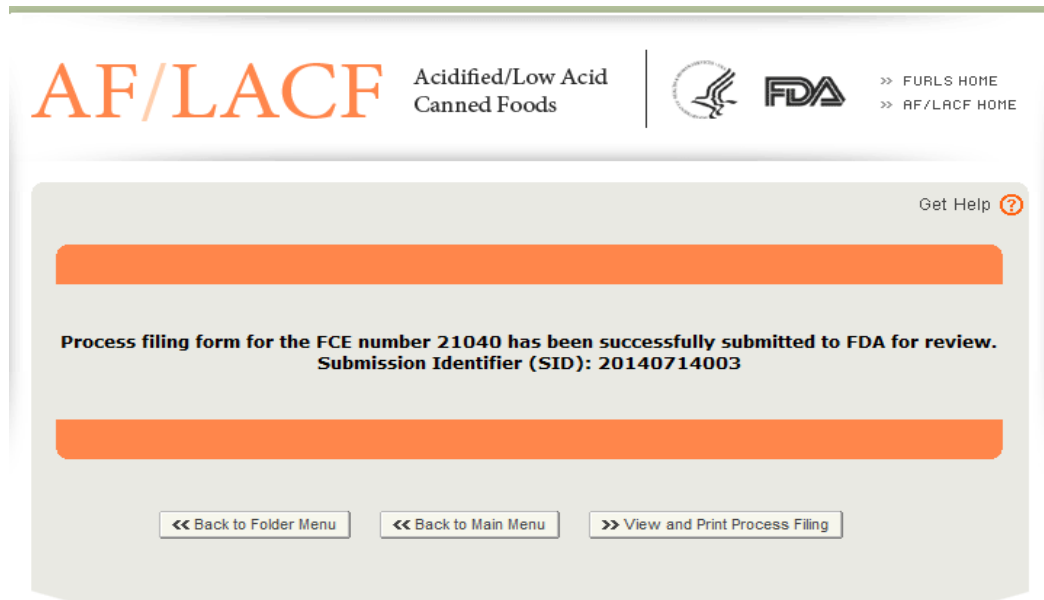 AF/LACF
Acidified/Low Acid
Canned Foods
FDA
>> FURLS HOME
>> AF/LACF HOME
Get Help ?
Process filing form for the FCE number 21040 has been successfully submitted to FDA for review.
Submission Identifier (SID): 20140714003
<< Back to Folder Menu
<< Back to Main Menu
>> View and Print Process Filing